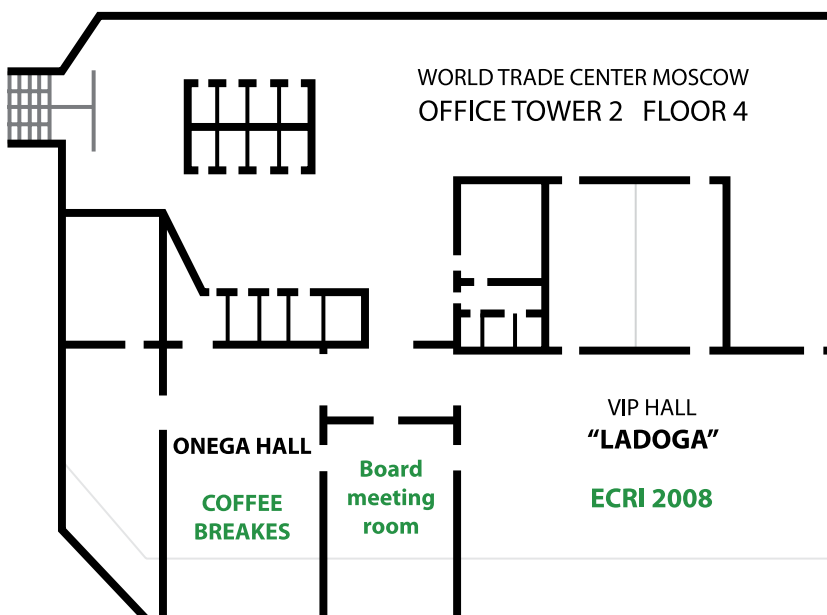 WORLD TRADE CENTER MOSCOW
OFFICE TOWER 2 FLOOR 4
VIP HALL
“LADOGA”
ECRI 2008
ONEGA HALL
COFFEE
BREAKES
Board
meeting
room